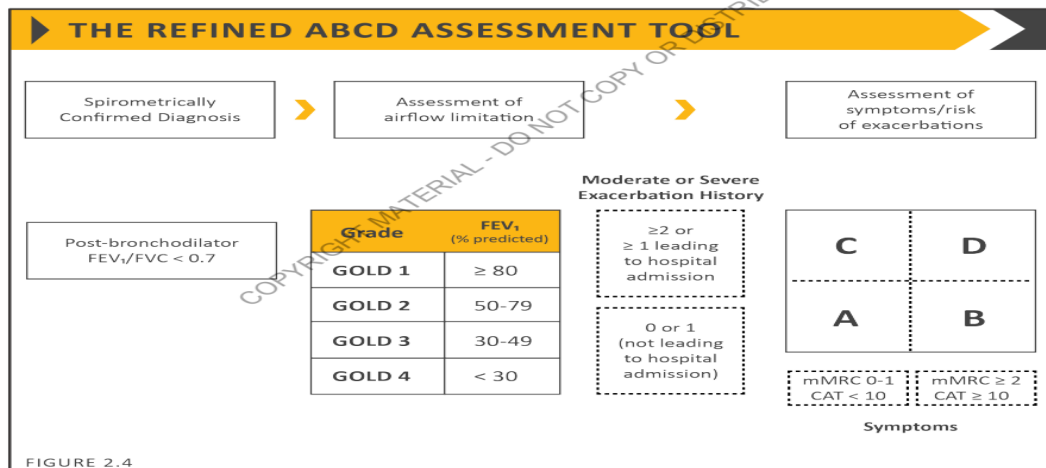 THE REFINED ABCD ASSESSMENT TOOL
Spirometrically
Confirmed Diagnosis
Assessment of
airflow limitation
Assessment of
symptoms/risk
of exacerbations
COPYRIGHT MATERIAL - DO NOT COPY OR
Post-bronchodilator
FEV₁/FVC < 0.7
Grade
FEV₁
(% predicted)
GOLD 1
≥ 80
GOLD 2
50-79
GOLD 3
30-49
GOLD 4
< 30
Moderate or Severe
Exacerbation History
≥2 or
≥ 1 leading
to hospital
admission
0 or 1
(not leading
to hospital
admission)
C
D
A
B
mMRC 0-1
CAT < 10
mMRC ≥ 2
CAT ≥ 10
Symptoms
FIGURE 2.4